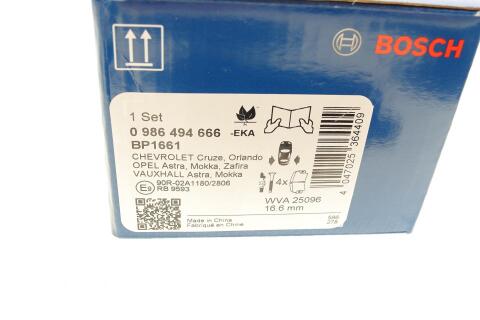 BOSCH
1 Set
0 986 494 666 -EKA
BP1661
CHEVROLET Cruze, Orlando
OPEL Astra, Mokka, Zafira
VAUXHALL Astra, Mokka
E9 90R-02A1180/2806
RB 9593
4x
WVA 25096
16.6 mm
Made in China
Fabriqué en Chine
4 047025 364409